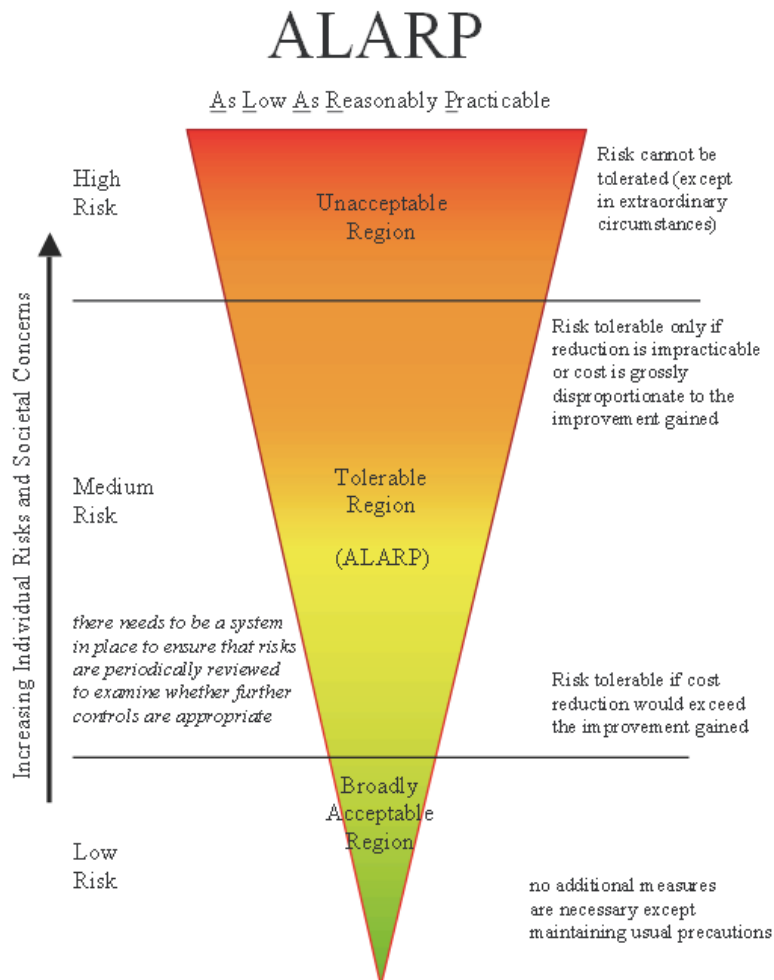 ALARP
As Low As Reasonably Practicable
High
Risk
Unacceptable
Region
Risk cannot be
tolerated (except
in extraordinary
circumstances)
Increasing Individual Risks and Societal Concerns
Risk tolerable only if
reduction is impracticable
or cost is grossly
disproportionate to the
improvement gained
Medium
Risk
Tolerable
Region
(ALARP)
there needs to be a system
in place to ensure that risks
are periodically reviewed
to examine whether further
controls are appropriate
Risk tolerable if cost
reduction would exceed
the improvement gained
Broadly
Acceptable
Region
Low
Risk
no additional measures
are necessary except
maintaining usual precautions